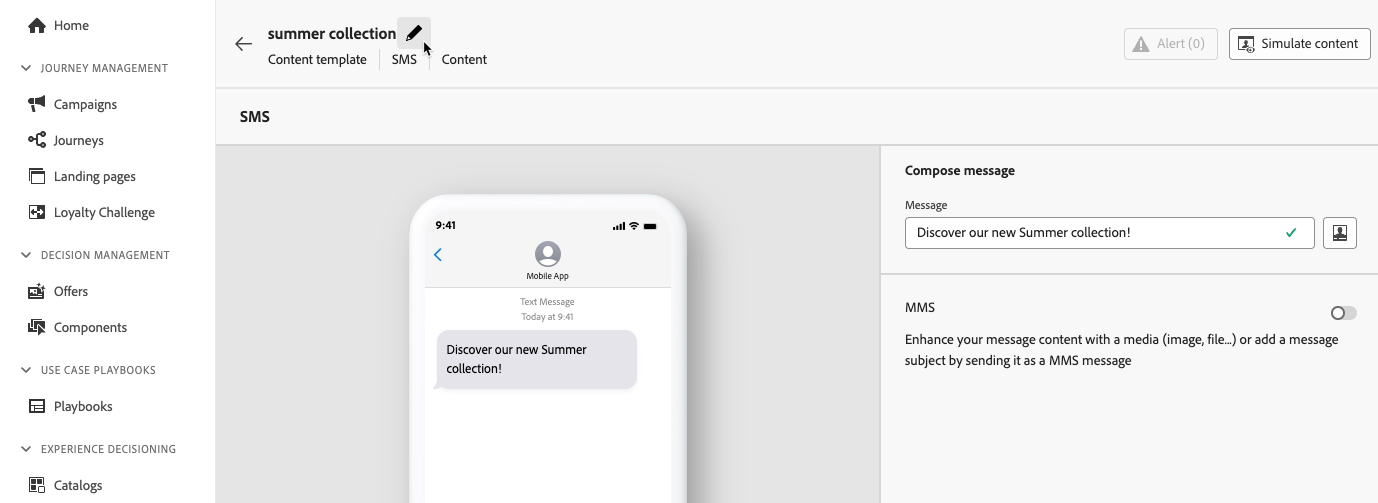 Home
JOURNEY MANAGEMENT
Campaigns
Journeys
Landing pages
Loyalty Challenge
DECISION MANAGEMENT
Offers
Components
USE CASE PLAYBOOKS
Playbooks
EXPERIENCE DECISIONING
Catalogs
summer collection
Content template SMS Content
Alert (0)
Simulate content
SMS
9:41
Mobile App
Text Message
Today at 9:41
Discover our new Summer
collection!
Compose message
Message
Discover our new Summer collection!
MMS
Enhance your message content with a media (image, file...) or add a message
subject by sending it as a MMS message